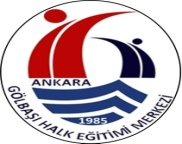 ANKARA
1985
GÖLBAŞI HALK EĞİTİMİ MERKEZİ